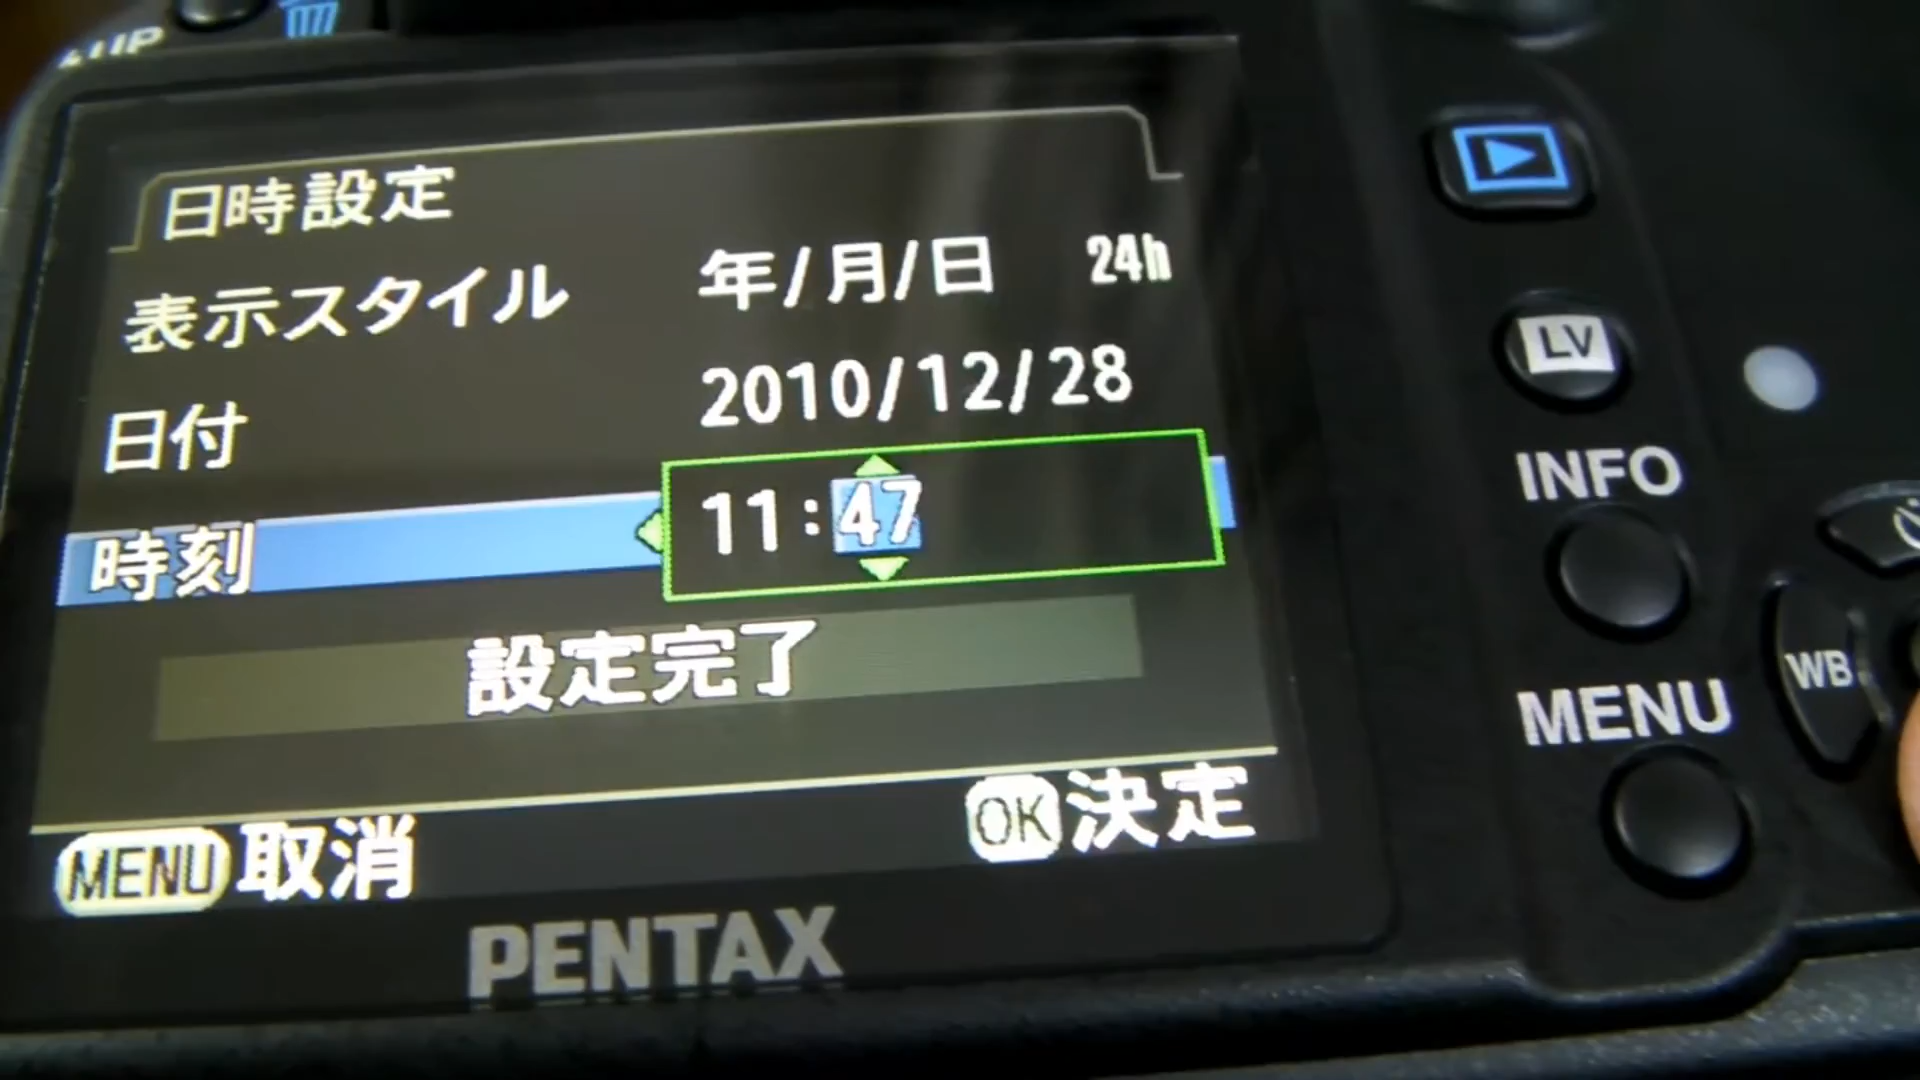 日時設定
表示スタイル 年/月/日 24h
日付 2010/12/28
時刻 11:47
設定完了
MENU 取消 OK 決定
PENTAX
LV
INFO
MENU
WB